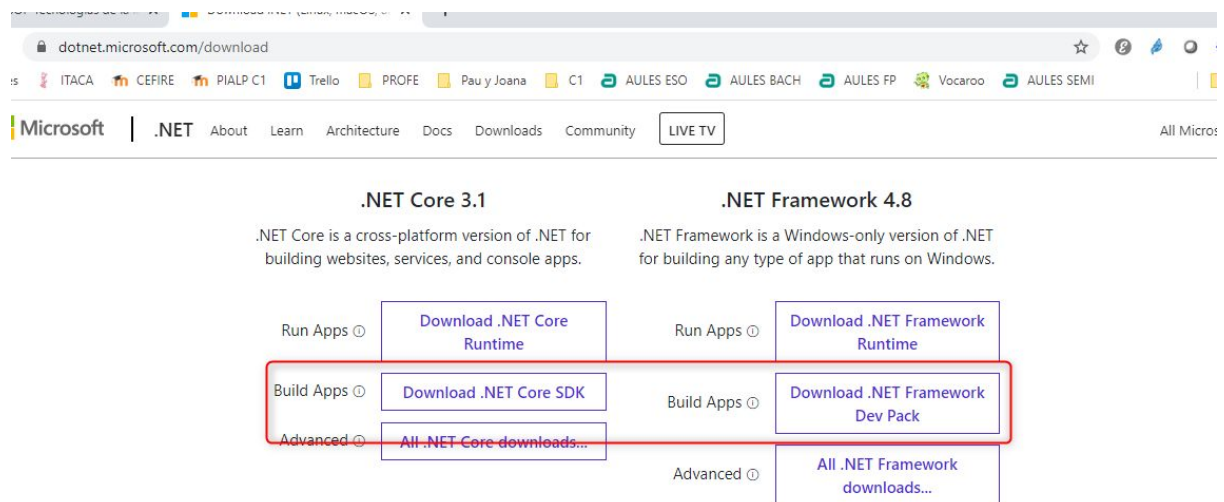 dotnet.microsoft.com/download
ITACA CEFIRE PIALP C1 Trello PROFE Pau y Joana C1 AULES ESO AULES BACH AULES FP Vocaroo AULES SEMI
Microsoft .NET About Learn Architecture Docs Downloads Community LIVE TV All Micros
.NET Core 3.1
.NET Core is a cross-platform version of .NET for
building websites, services, and console apps.
Run Apps
Download .NET Core
Runtime
Build Apps
Download .NET Core SDK
Advanced
All .NET Core downloads...
.NET Framework 4.8
.NET Framework is a Windows-only version of .NET
for building any type of app that runs on Windows.
Run Apps
Download .NET Framework
Runtime
Build Apps
Download .NET Framework
Dev Pack
Advanced
All .NET Framework
downloads...